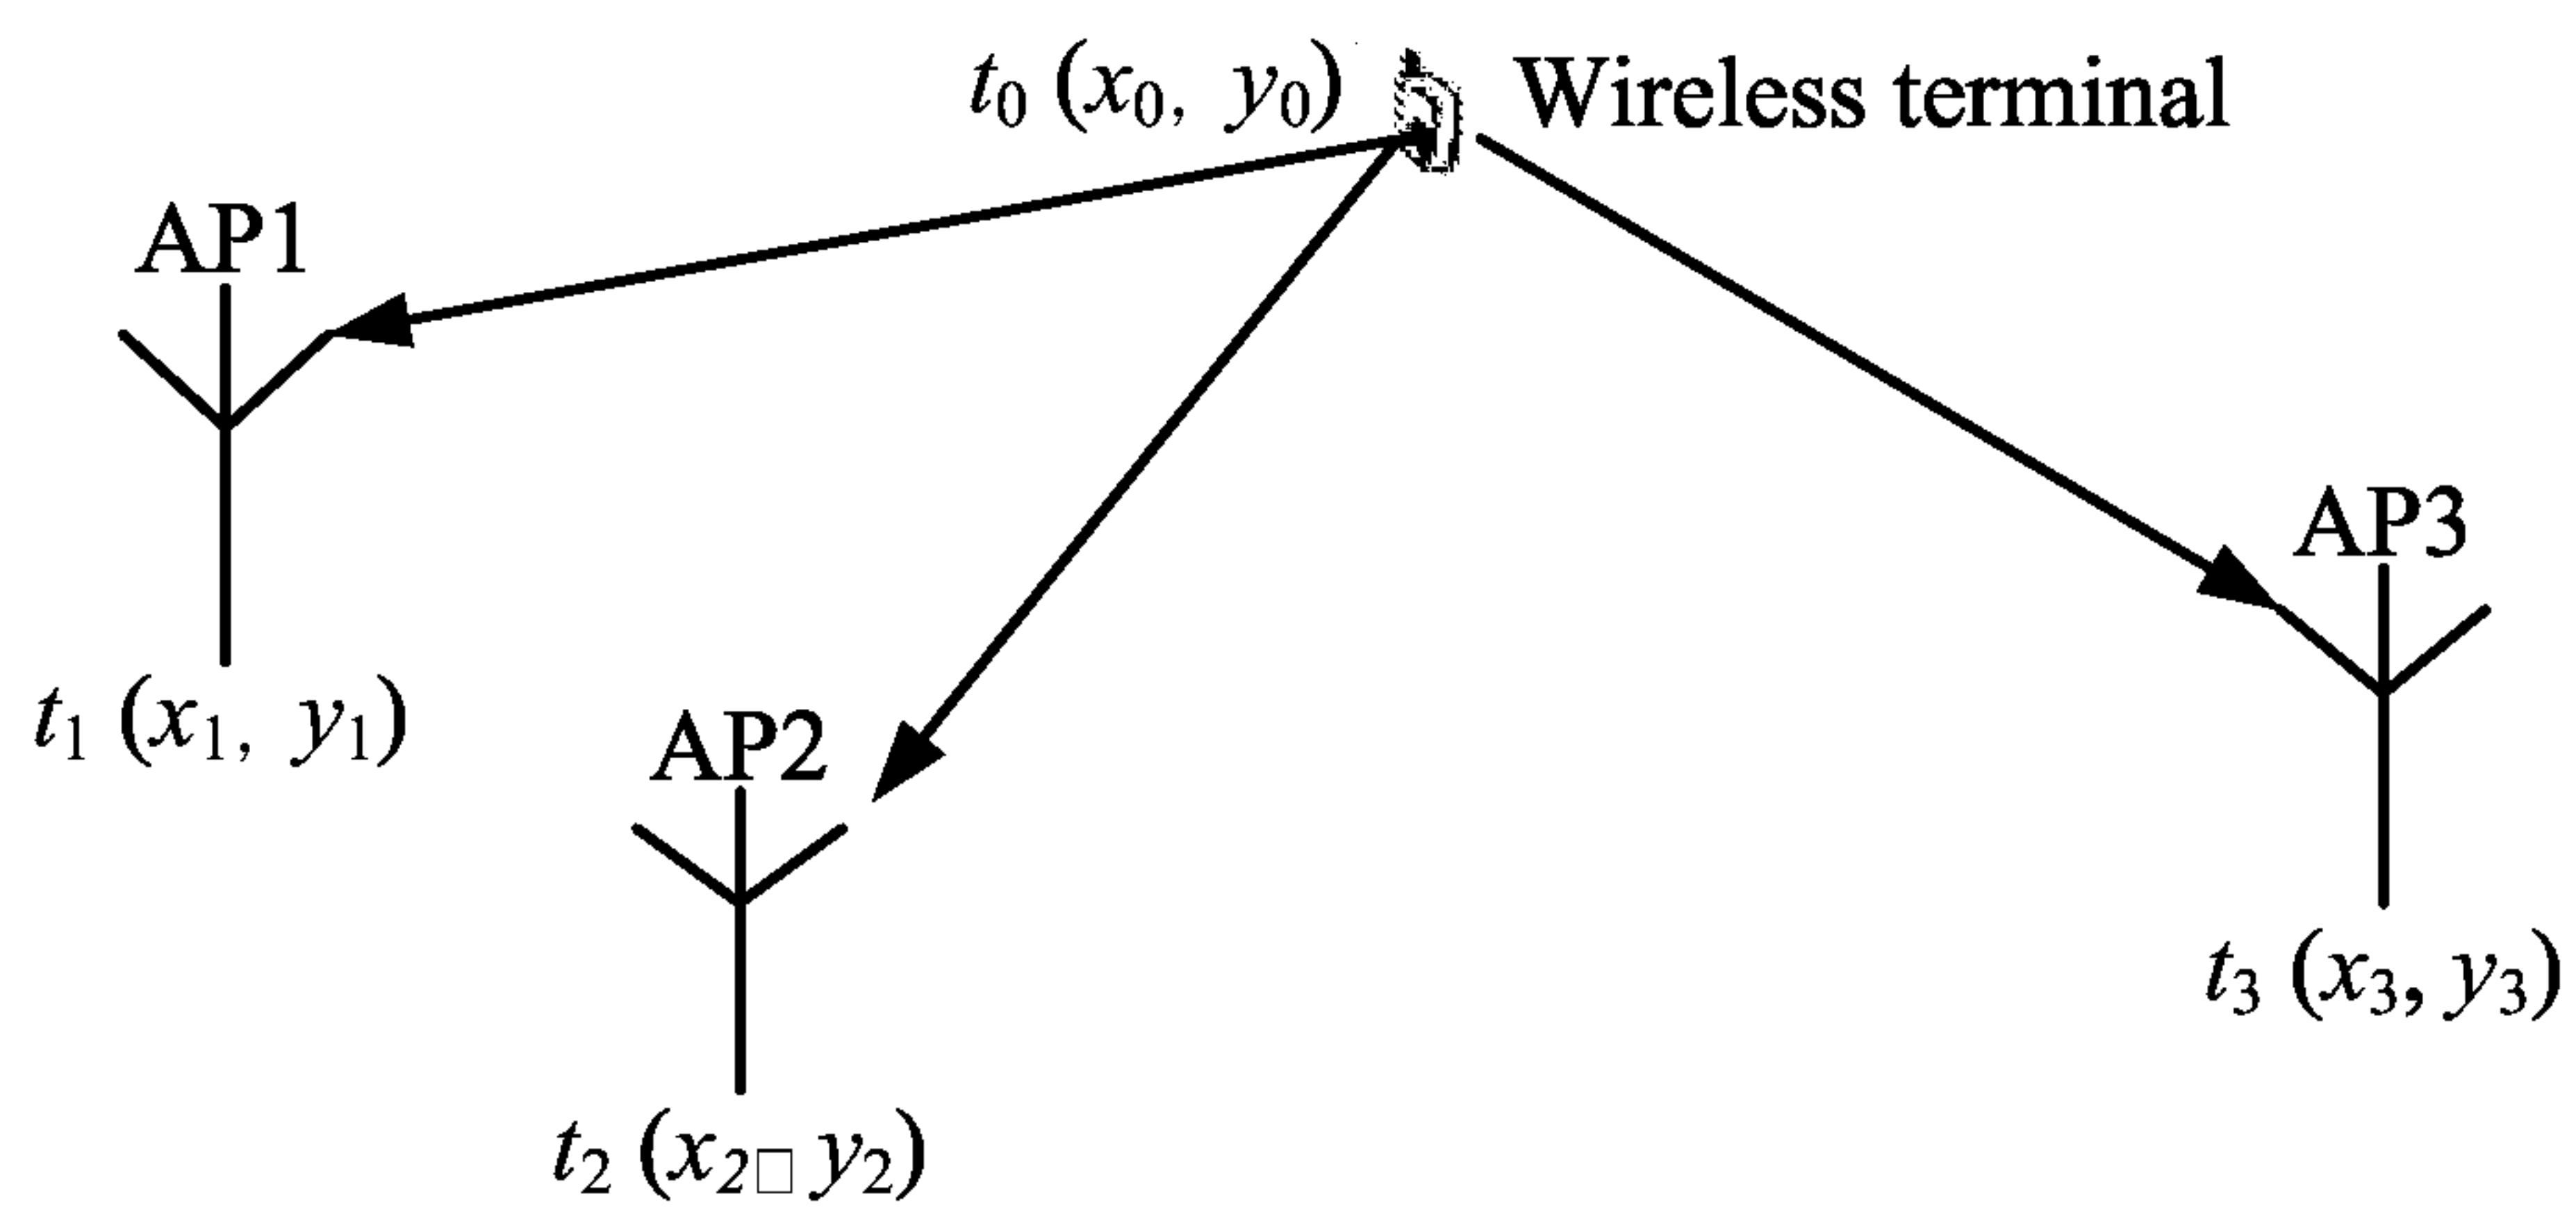 t₀ (x₀, y₀) Wireless terminal
AP1
AP3
t₁ (x₁, y₁)
AP2
t₃ (x₃, y₃)
t₂ (x₂□ y₂)